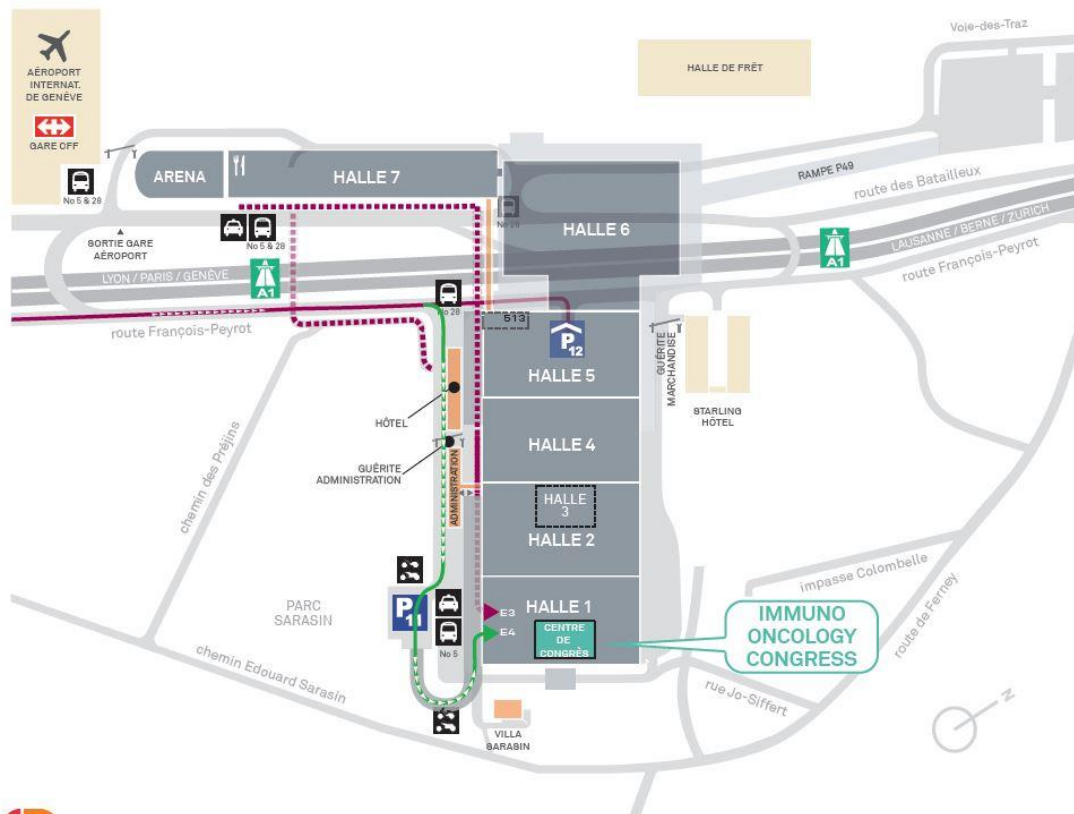 AÉROPORT
INTERNAT.
DE GENÈVE
GARE CFF
No 5 & 28
ARENA
HALLE 7
HALLE DE FRÊT
Voie-des-Traz
RAMPE P49
route des Batailleux
No 28
HALLE 6
No 5 & 28
SORTIE GARE
AÉROPORT
LYON / PARIS / GENÈVE
A1
A1
LAUSANNE / BERNE / ZURICH
route François-Peyrot
route François-Peyrot
No 28
513
P12
HALLE 5
GUÉRITE
MARCHANDISE
STARLING
HÔTEL
HÔTEL
HALLE 4
GUÉRITE
ADMINISTRATION
ADMINISTRATION
chemin des Préjins
HALLE
3
HALLE 2
impasse Colombelle
route de Ferney
PARC
SARASIN
P11
No 5
E3
E4
HALLE 1
CENTRE
DE
CONGRÈS
IMMUNO
ONCOLOGY
CONGRESS
chemin Edouard Sarasin
rue Jo-Siffert
VILLA
SARASIN
N